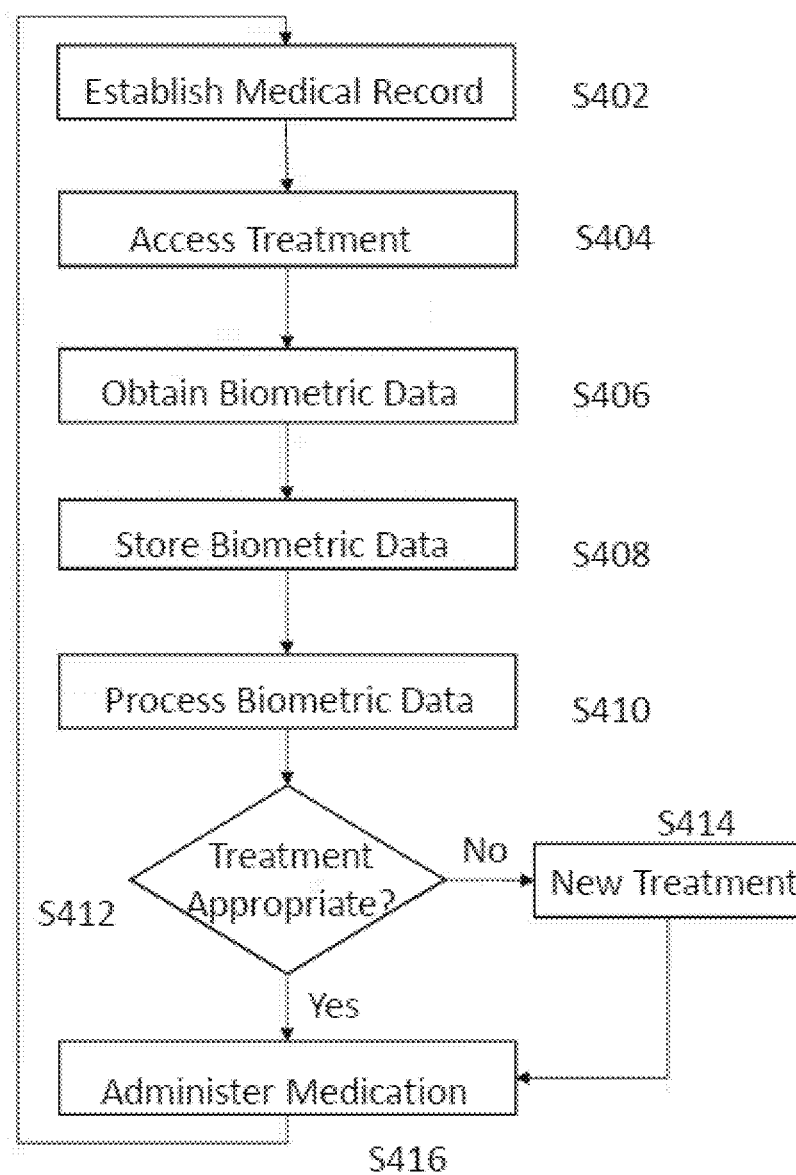 Establish Medical Record
S402
Access Treatment
S404
Obtain Biometric Data
S406
Store Biometric Data
S408
Process Biometric Data
S410
Treatment
Appropriate?
S412
No
S414
New Treatment
Yes
Administer Medication
S416